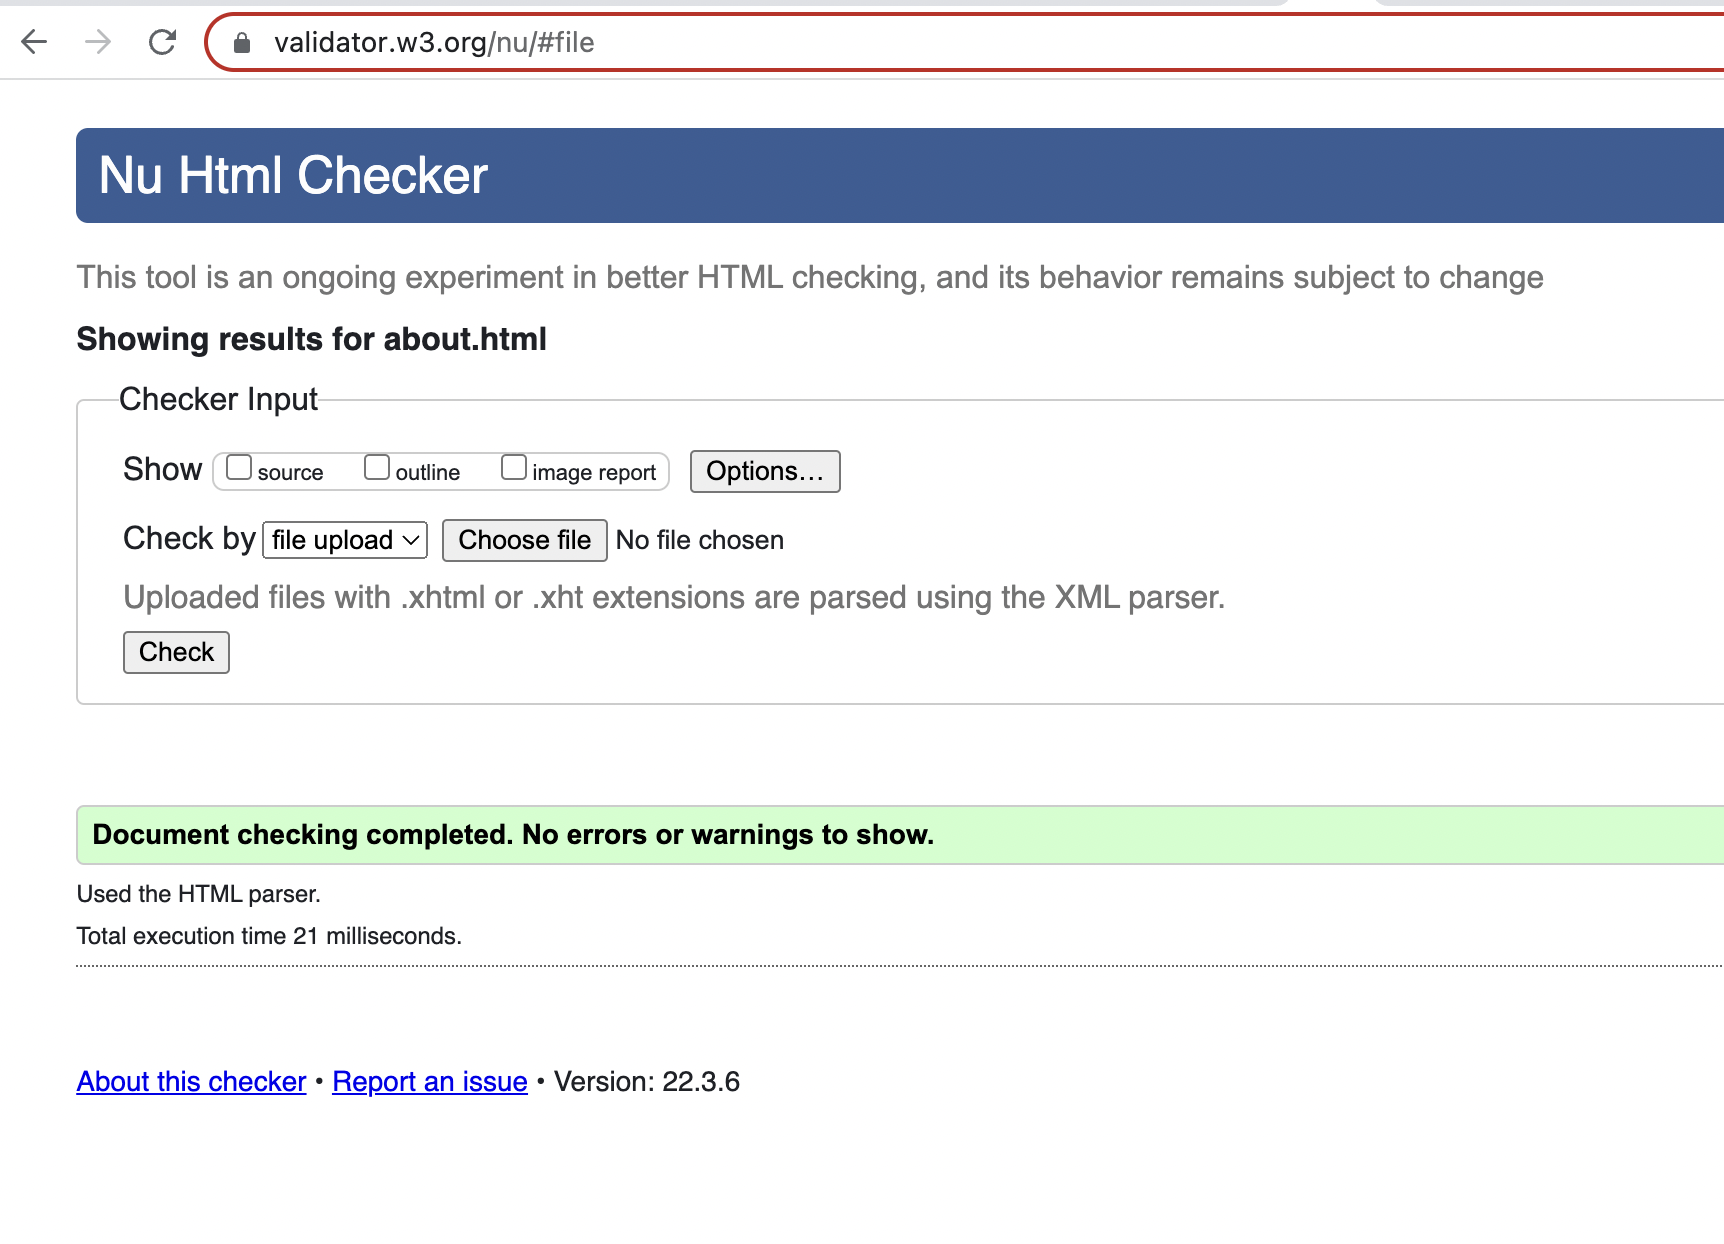 validator.w3.org/nu/#file
Nu Html Checker
This tool is an ongoing experiment in better HTML checking, and its behavior remains subject to change
Showing results for about.html
Checker Input
Show source outline image report Options...
Check by file upload Choose file No file chosen
Uploaded files with .xhtml or .xht extensions are parsed using the XML parser.
Check
Document checking completed. No errors or warnings to show.
Used the HTML parser.
Total execution time 21 milliseconds.
About this checker • Report an issue • Version: 22.3.6